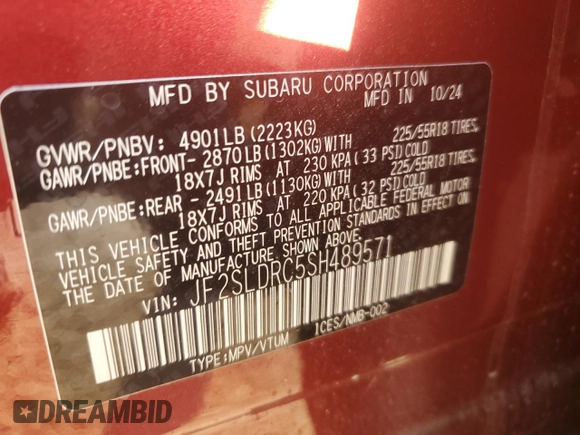 MFD BY SUBARU CORPORATION
MFD IN 10/24
GVWR/PNBV: 4901LB(2223KG)
GAWR/PNBE:FRONT- 2870LB(1302KG)WITH 225/55R18 TIRES,
18X7J RIMS AT 230 KPA(33 PSI)COLD
GAWR/PNBE:REAR - 2491LB(1130KG)WITH 225/55R18 TIRES,
18X7J RIMS AT 220 KPA(32 PSI)COLD
THIS VEHICLE CONFORMS TO ALL APPLICABLE FEDERAL MOTOR
VEHICLE SAFETY AND THEFT PREVENTION STANDARDS IN EFFECT ON
THE DATE OF MANUFACTURE SHOWN ABOVE.
VIN: JF2SLDRC5SH489571
TYPE:MPV/VTUM ICES/NMB-002
DREAMBID